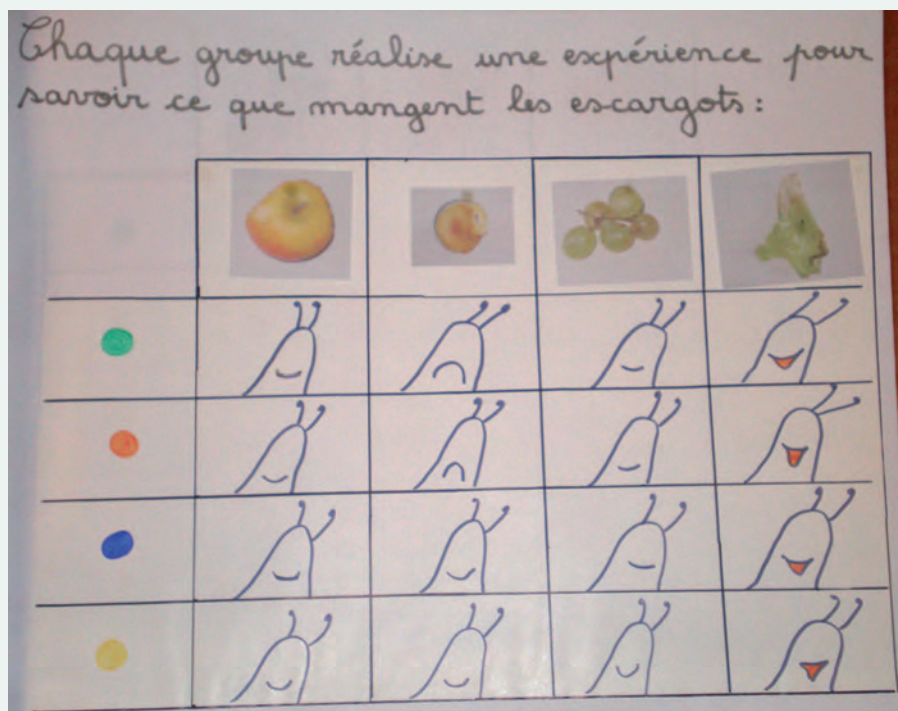 Chaque groupe réalise une expérience pour
savoir ce que mangent les escargots :